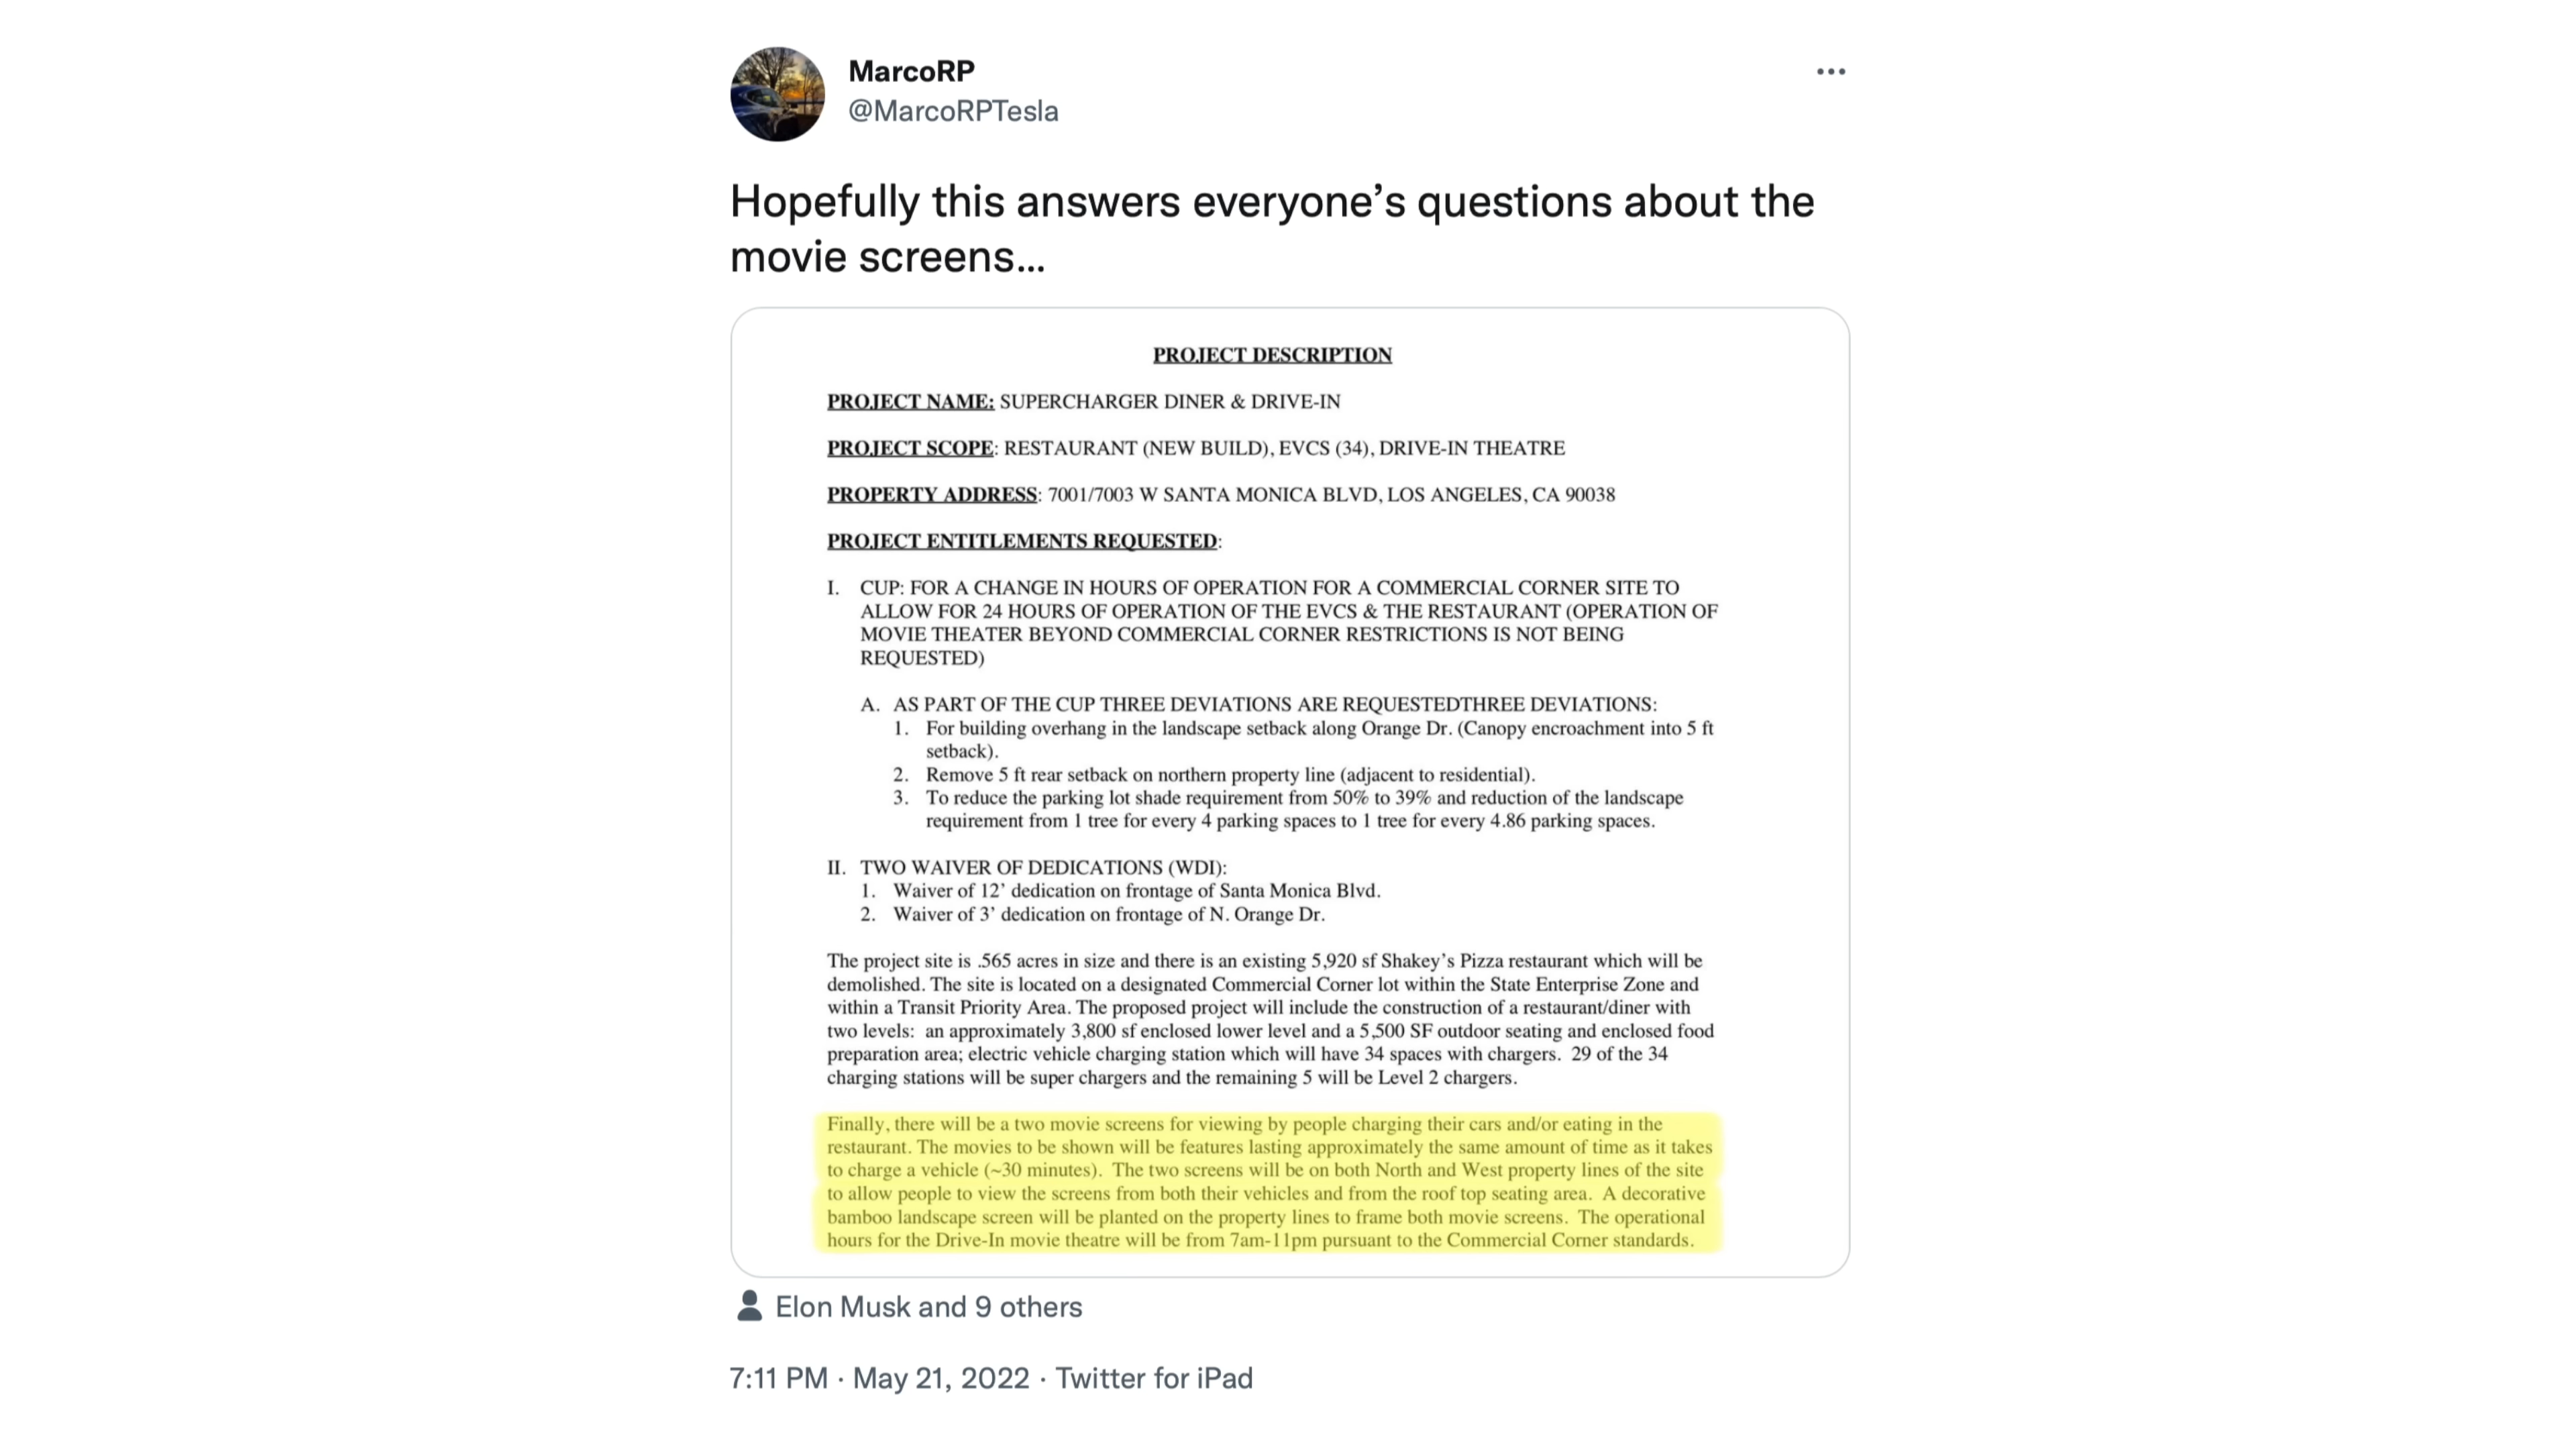 MarcoRP
@MarcoRPTesla
Hopefully this answers everyone’s questions about the
movie screens...
PROJECT DESCRIPTION
PROJECT NAME: SUPERCHARGER DINER & DRIVE-IN
PROJECT SCOPE: RESTAURANT (NEW BUILD), EVCS (34), DRIVE-IN THEATRE
PROPERTY ADDRESS: 7001/7003 W SANTA MONICA BLVD, LOS ANGELES, CA 90038
PROJECT ENTITLEMENTS REQUESTED:
I. CUP: FOR A CHANGE IN HOURS OF OPERATION FOR A COMMERCIAL CORNER SITE TO
ALLOW FOR 24 HOURS OF OPERATION OF THE EVCS & THE RESTAURANT (OPERATION OF
MOVIE THEATER BEYOND COMMERCIAL CORNER RESTRICTIONS IS NOT BEING
REQUESTED)
A. AS PART OF THE CUP THREE DEVIATIONS ARE REQUESTEDTHREE DEVIATIONS:
1. For building overhang in the landscape setback along Orange Dr. (Canopy encroachment into 5 ft
setback).
2. Remove 5 ft rear setback on northern property line (adjacent to residential).
3. To reduce the parking lot shade requirement from 50% to 39% and reduction of the landscape
requirement from 1 tree for every 4 parking spaces to 1 tree for every 4.86 parking spaces.
II. TWO WAIVER OF DEDICATIONS (WDI):
1. Waiver of 12’ dedication on frontage of Santa Monica Blvd.
2. Waiver of 3’ dedication on frontage of N. Orange Dr.
The project site is .565 acres in size and there is an existing 5,920 sf Shakey’s Pizza restaurant which will be
demolished. The site is located on a designated Commercial Corner lot within the State Enterprise Zone and
within a Transit Priority Area. The proposed project will include the construction of a restaurant/diner with
two levels: an approximately 3,800 sf enclosed lower level and a 5,500 SF outdoor seating and enclosed food
preparation area; electric vehicle charging station which will have 34 spaces with chargers. 29 of the 34
charging stations will be super chargers and the remaining 5 will be Level 2 chargers.
Finally, there will be a two movie screens for viewing by people charging their cars and/or eating in the
restaurant. The movies to be shown will be features lasting approximately the same amount of time as it takes
to charge a vehicle (~30 minutes). The two screens will be on both North and West property lines of the site
to allow people to view the screens from both their vehicles and from the roof top seating area. A decorative
bamboo landscape screen will be planted on the property lines to frame both movie screens. The operational
hours for the Drive-In movie theatre will be from 7am-11pm pursuant to the Commercial Corner standards.
Elon Musk and 9 others
7:11 PM · May 21, 2022 · Twitter for iPad